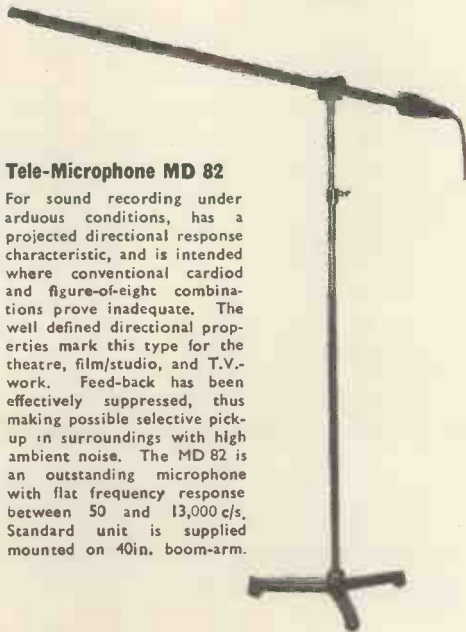 Tele-Microphone MD 82
For sound recording under
arduous conditions, has a
projected directional response
characteristic, and is intended
where conventional cardiod
and figure-of-eight combina-
tions prove inadequate. The
well defined directional prop-
erties mark this type for the
theatre, film/studio, and T.V.-
work. Feed-back has been
effectively suppressed, thus
making possible selective pick-
up in surroundings with high
ambient noise. The MD 82 is
an outstanding microphone
with flat frequency response
between 50 and 13,000 c/s.
Standard unit is supplied
mounted on 40in. boom-arm.